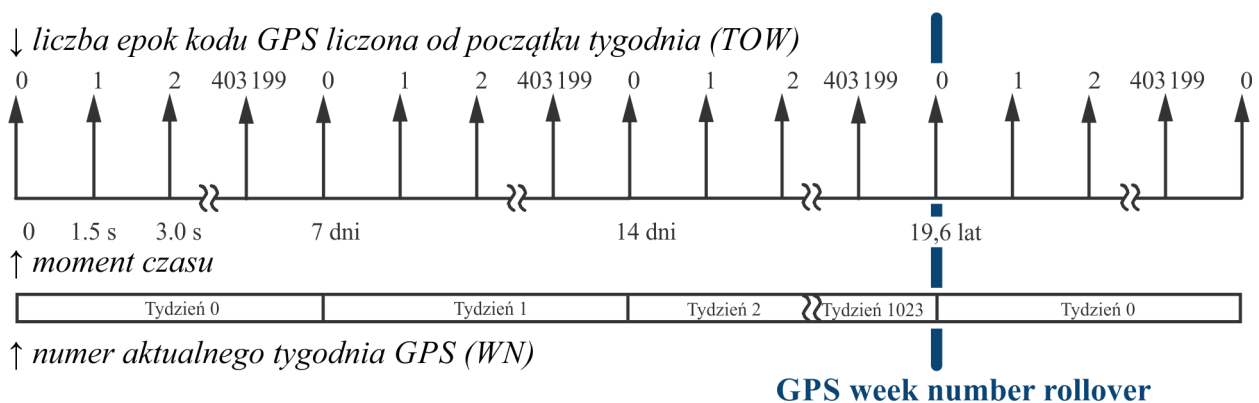 ↓ liczba epok kodu GPS liczona od początku tygodnia (TOW)
0 1 2 403 199 0 1 2 403 199 0 1 2 403 199 0 1 2 403 199 0
0 1.5 s 3.0 s 7 dni 14 dni 19,6 lat
↑ moment czasu
Tydzień 0 Tydzień 1 Tydzień 2 Tydzień 1023 Tydzień 0
↑ numer aktualnego tygodnia GPS (WN)
GPS week number rollover